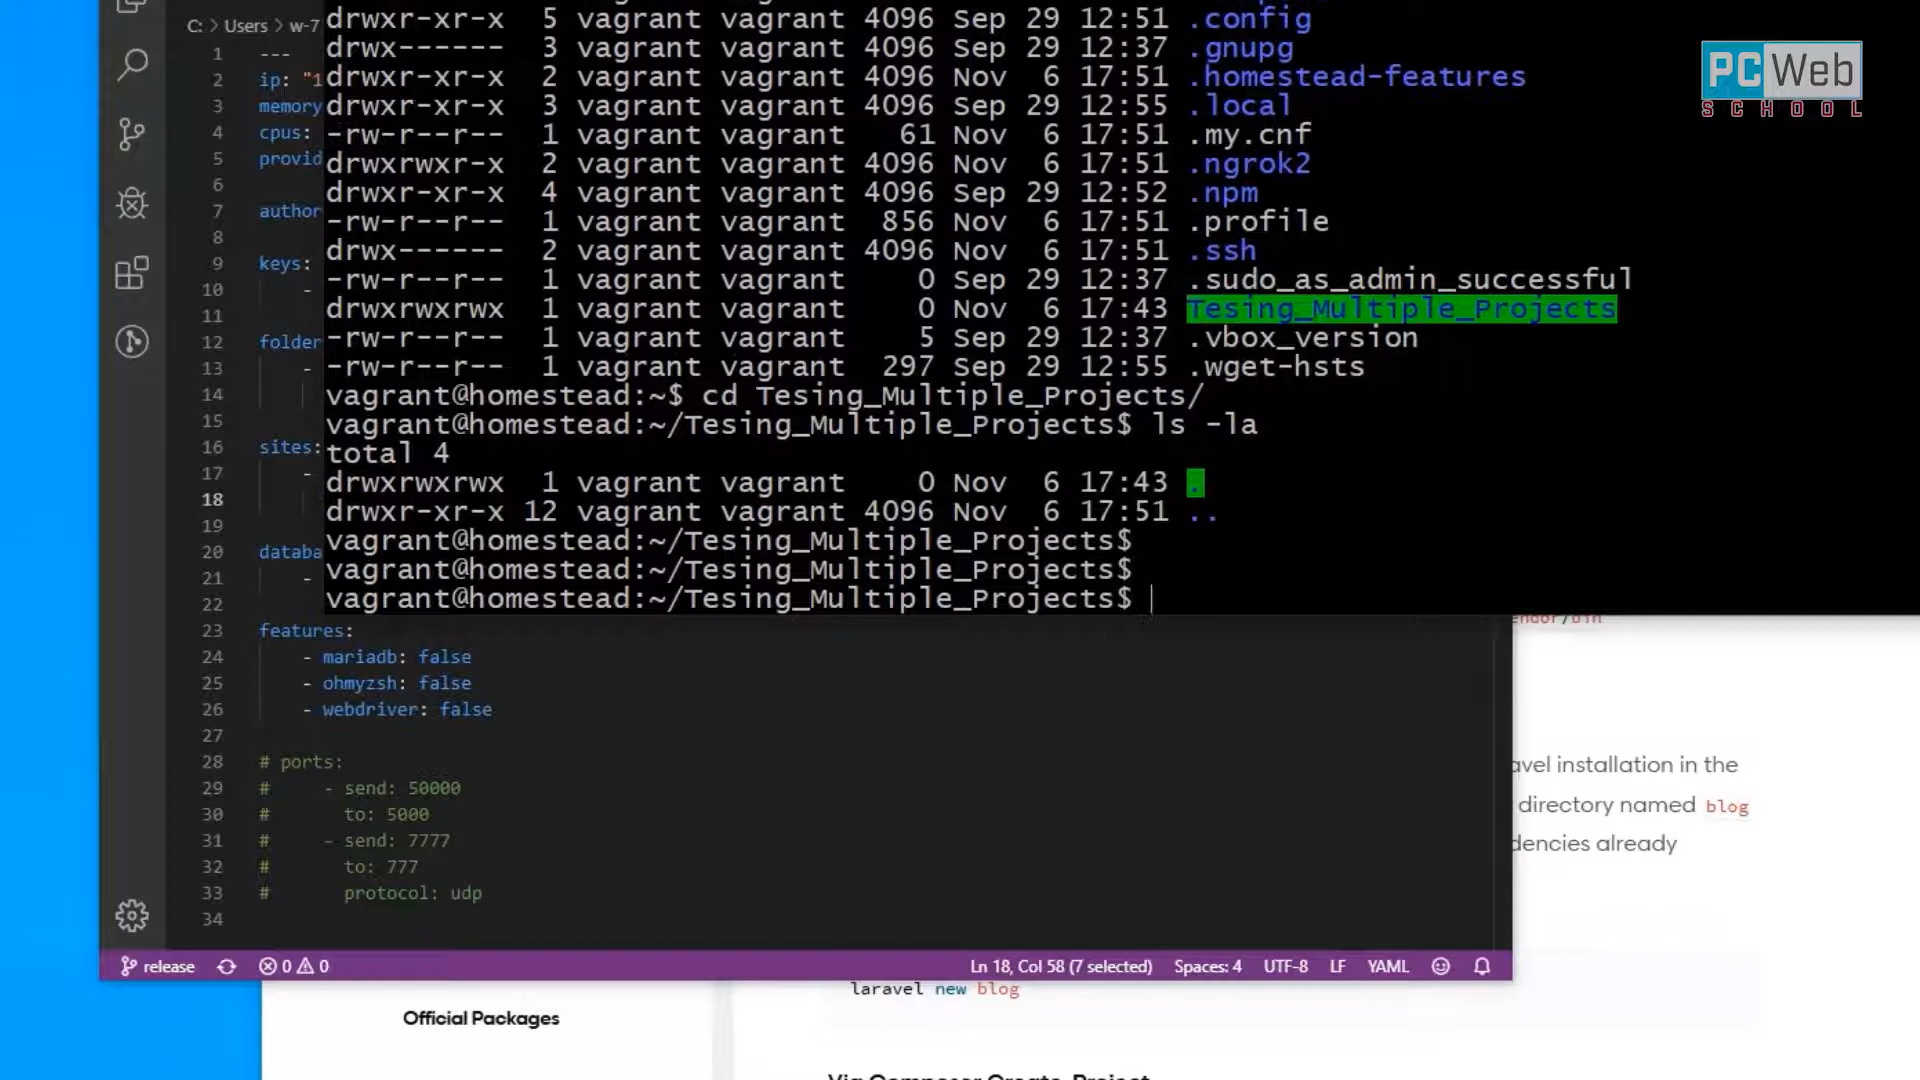 C: > Users > w-7
drwxr-xr-x 5 vagrant vagrant 4096 Sep 29 12:51 .config
drwx------ 3 vagrant vagrant 4096 Sep 29 12:37 .gnupg
drwxr-xr-x 2 vagrant vagrant 4096 Nov 6 17:51 .homestead-features
drwxr-xr-x 3 vagrant vagrant 4096 Sep 29 12:55 .local
-rw-r--r-- 1 vagrant vagrant 61 Nov 6 17:51 .my.cnf
drwxrwxr-x 2 vagrant vagrant 4096 Nov 6 17:51 .ngrok2
drwxr-xr-x 4 vagrant vagrant 4096 Sep 29 12:52 .npm
-rw-r--r-- 1 vagrant vagrant 856 Nov 6 17:51 .profile
drwx------ 2 vagrant vagrant 4096 Nov 6 17:51 .ssh
-rw-r--r-- 1 vagrant vagrant 0 Sep 29 12:37 .sudo_as_admin_successful
drwxrwxrwx 1 vagrant vagrant 0 Nov 6 17:43 Tesing_Multiple_Projects
-rw-r--r-- 1 vagrant vagrant 5 Sep 29 12:37 .vbox_version
-rw-r--r-- 1 vagrant vagrant 297 Sep 29 12:55 .wget-hsts
vagrant@homestead:~$ cd Tesing_Multiple_Projects/
vagrant@homestead:~/Tesing_Multiple_Projects$ ls -la
total 4
drwxrwxrwx 1 vagrant vagrant 0 Nov 6 17:43 .
drwxr-xr-x 12 vagrant vagrant 4096 Nov 6 17:51 ..
vagrant@homestead:~/Tesing_Multiple_Projects$
vagrant@homestead:~/Tesing_Multiple_Projects$
vagrant@homestead:~/Tesing_Multiple_Projects$
PCWeb
SCHOOL
1 ---
2 ip: "1
3 memory
4 cpus:
5 provid
6
7 author
8
9 keys:
10 -
11
12 folder
13 -
14
15
16 sites:
17 -
18
19
20 databa
21 -
22
23 features:
24 - mariadb: false
25 - ohmyzsh: false
26 - webdriver: false
27
28 # ports:
29 # - send: 50000
30 # to: 5000
31 # - send: 7777
32 # to: 777
33 # protocol: udp
34
release 0 0 Ln 18, Col 58 (7 selected) Spaces: 4 UTF-8 LF YAML
endor/bin
avel installation in the
directory named blog
dencies already
laravel new blog
Official Packages
Via Composer Create-Project